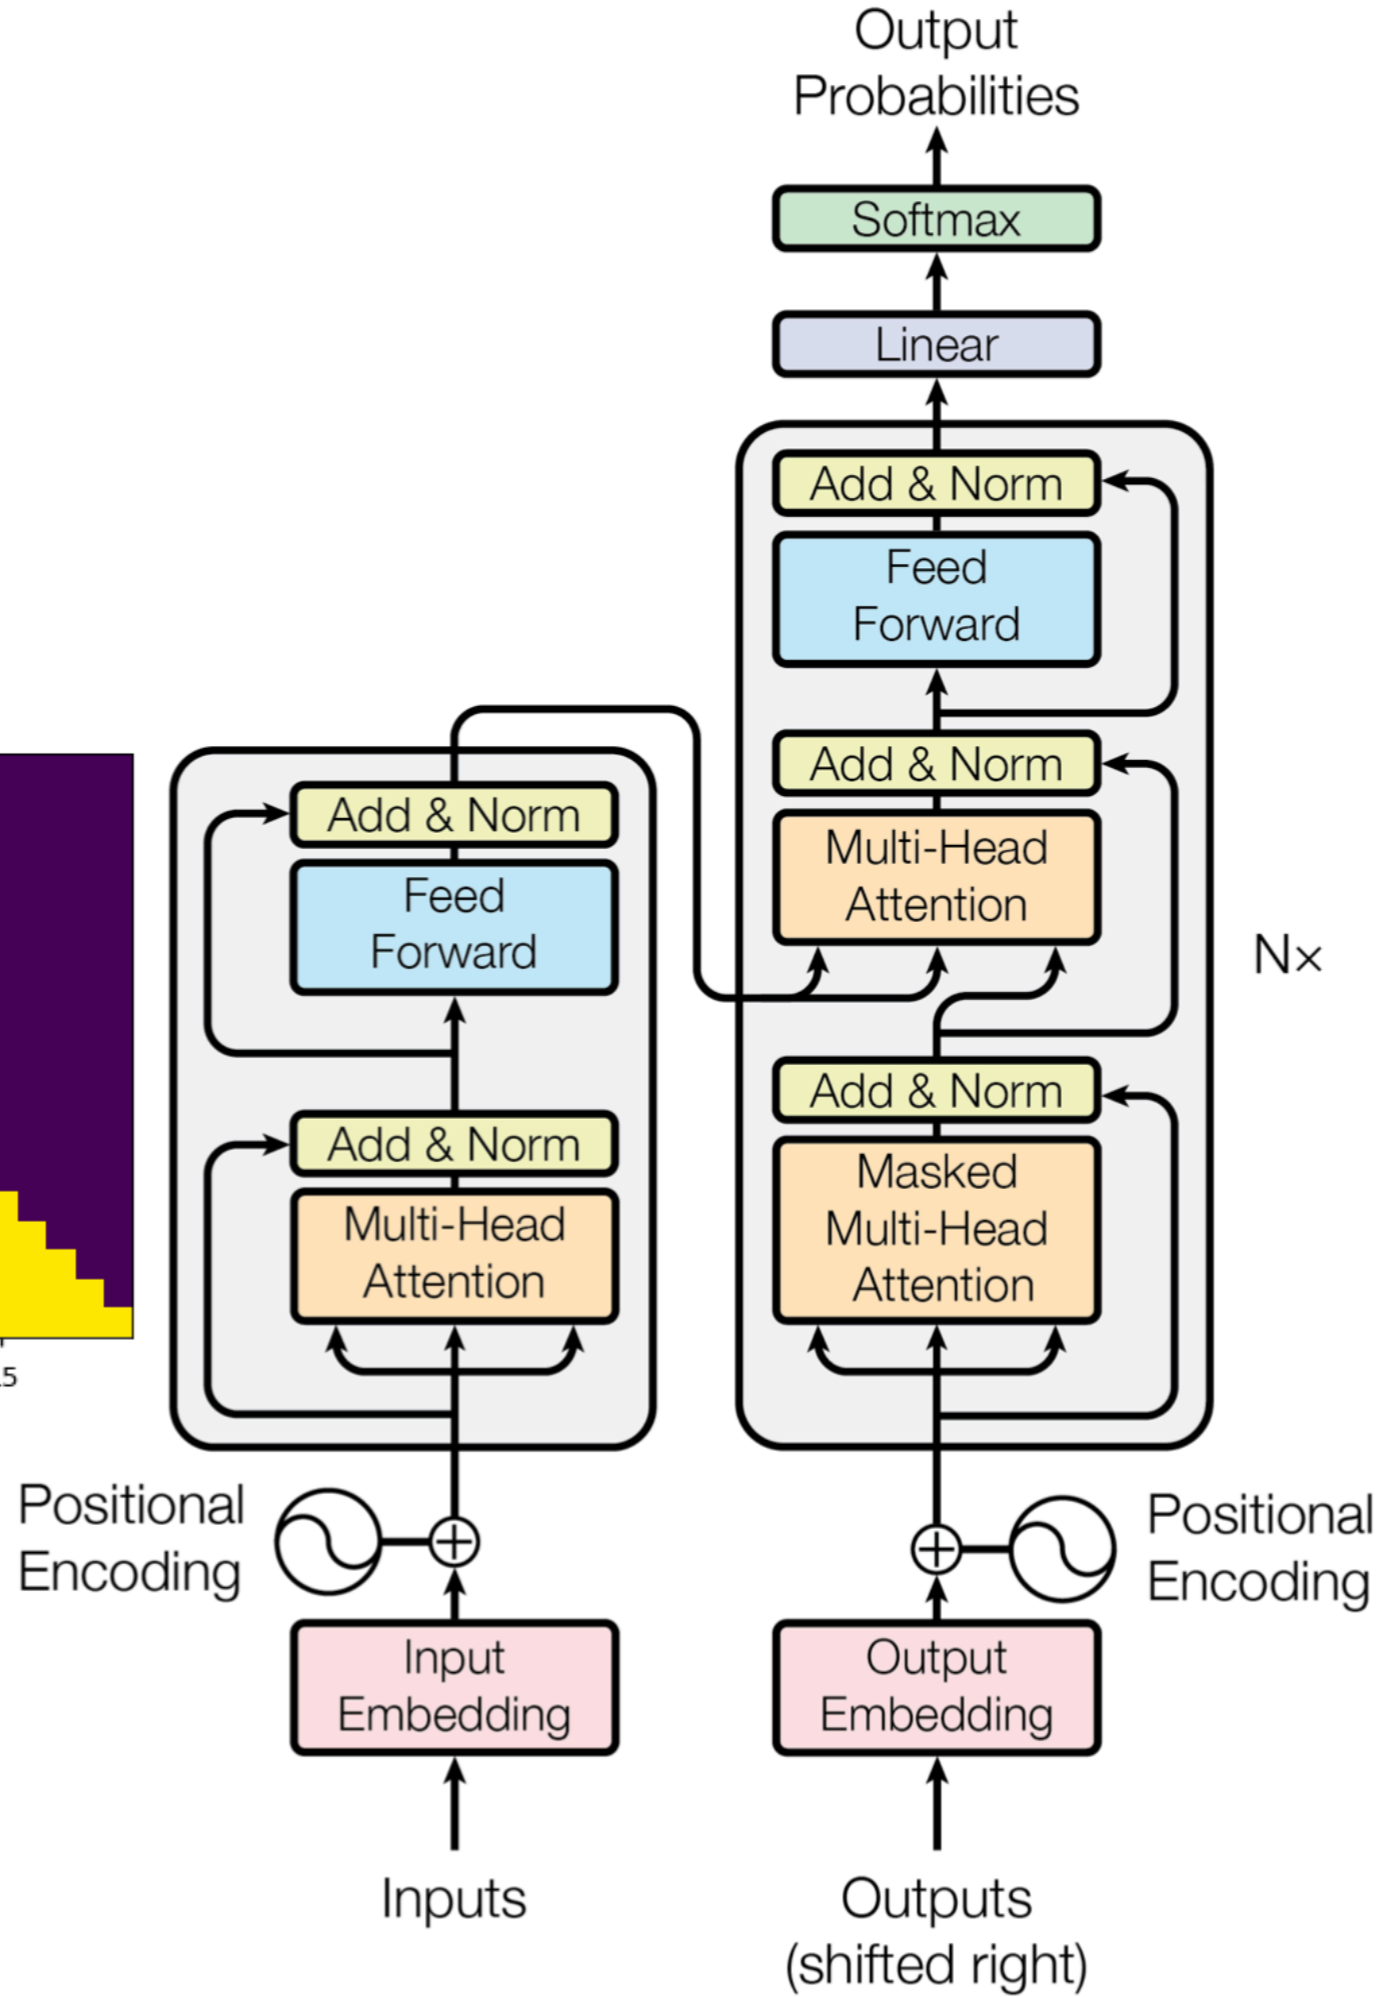 Output
Probabilities
Softmax
Linear
Add & Norm
Feed
Forward
Add & Norm
Multi-Head
Attention
Add & Norm
Masked
Multi-Head
Attention
N×
Add & Norm
Feed
Forward
Add & Norm
Multi-Head
Attention
5
Positional
Encoding
Positional
Encoding
Input
Embedding
Output
Embedding
Inputs
Outputs
(shifted right)